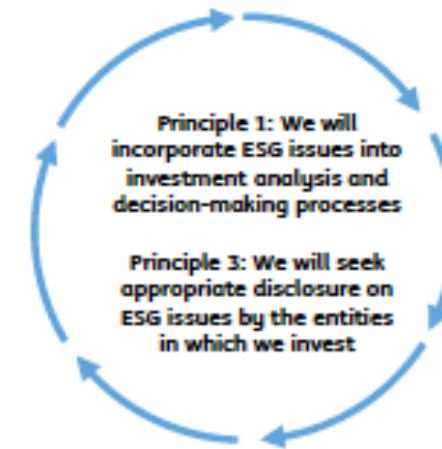 Principle 1: We will
incorporate ESG issues into
investment analysis and
decision-making processes
Principle 3: We will seek
appropriate disclosure on
ESG issues by the entities
in which we invest